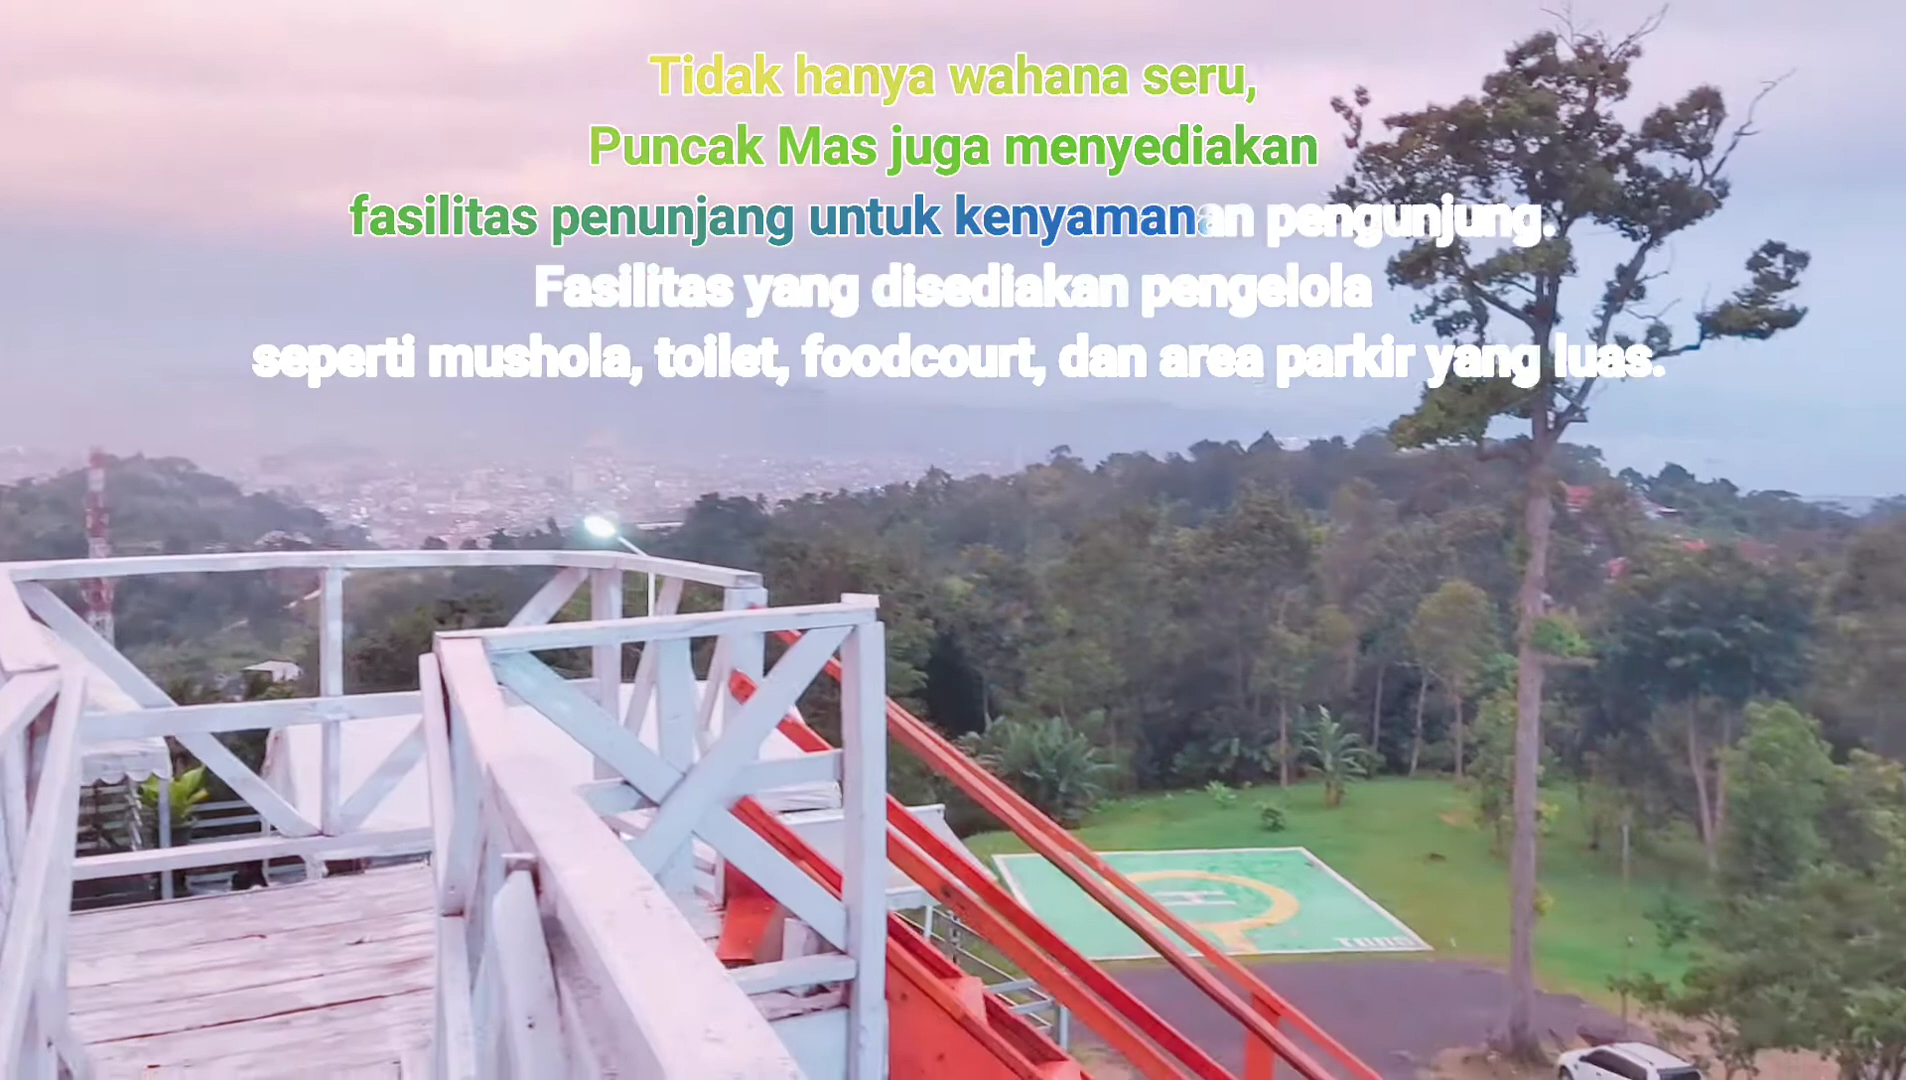 Tidak hanya wahana seru,
Puncak Mas juga menyediakan
fasilitas penunjang untuk kenyamanan pengunjung.
Fasilitas yang disediakan pengelola
seperti mushola, toilet, foodcourt, dan area parkir yang luas.
H